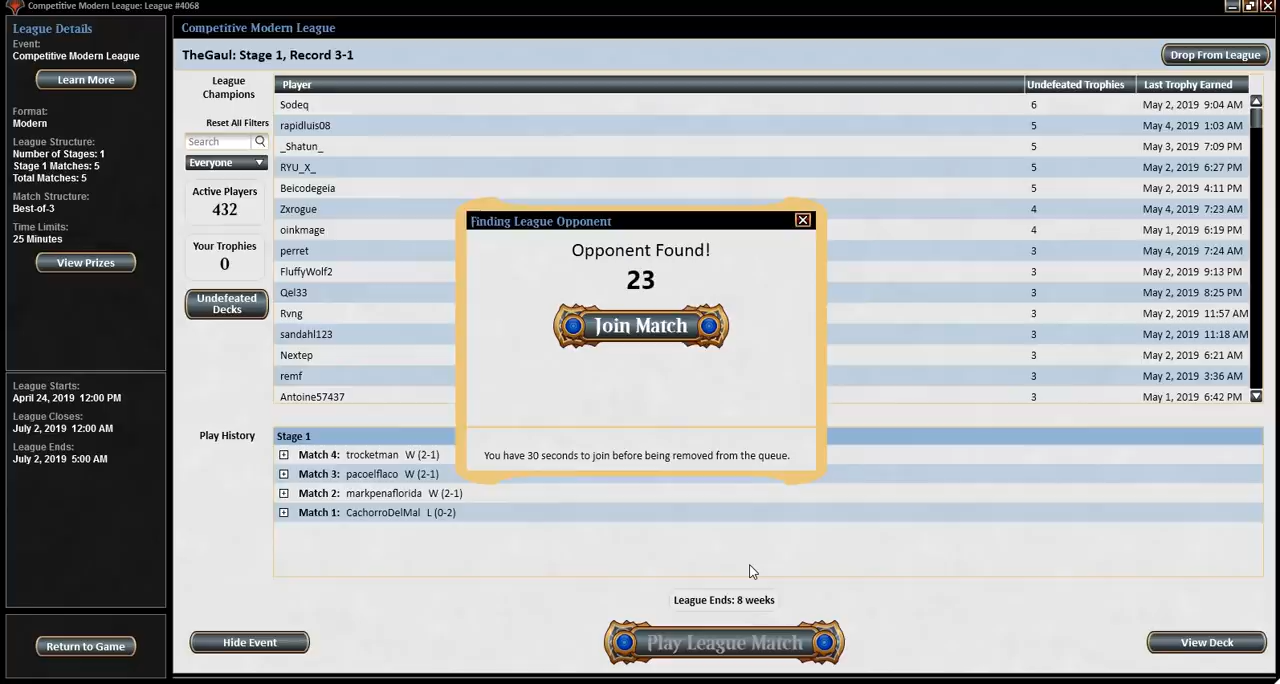 Competitive Modern League: League #4068
League Details
Event:
Competitive Modern League
Learn More
Format:
Modern
League Structure:
Number of Stages: 1
Stage 1 Matches: 5
Total Matches: 5
Match Structure:
Best-of-3
Time Limits:
25 Minutes
View Prizes
League Starts:
April 24, 2019 12:00 PM
League Closes:
July 2, 2019 12:00 AM
League Ends:
July 2, 2019 5:00 AM
Return to Game
Competitive Modern League
TheGaul: Stage 1, Record 3-1
Drop From League
League
Champions
Reset All Filters
Search
Everyone
Active Players
432
Your Trophies
0
Undefeated
Decks
Player Undefeated Trophies Last Trophy Earned
Sodeq 6 May 2, 2019 9:04 AM
rapidluis08 5 May 4, 2019 1:03 AM
_Shatun_ 5 May 3, 2019 7:09 PM
RYU_X_ 5 May 2, 2019 6:27 PM
Beicodegeia 5 May 2, 2019 4:11 PM
Zxrogue 4 May 4, 2019 7:23 AM
oinkmage 4 May 1, 2019 6:19 PM
perret 3 May 4, 2019 7:24 AM
FluffyWolf2 3 May 2, 2019 9:13 PM
Qel33 3 May 2, 2019 8:25 PM
Rvng 3 May 2, 2019 11:57 AM
sandahl123 3 May 2, 2019 11:18 AM
Nextep 3 May 2, 2019 6:21 AM
remf 3 May 2, 2019 3:36 AM
Antoine57437 3 May 1, 2019 6:42 PM
Finding League Opponent
Opponent Found!
23
Join Match
You have 30 seconds to join before being removed from the queue.
Play History
Stage 1
Match 4: trocketman W (2-1)
Match 3: pacoelflaco W (2-1)
Match 2: markpenaflorida W (2-1)
Match 1: CachorroDelMal L (0-2)
League Ends: 8 weeks
Hide Event
Play League Match
View Deck